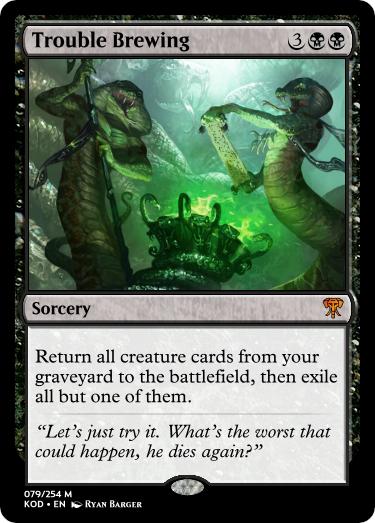 Trouble Brewing 3
Sorcery
Return all creature cards from your
graveyard to the battlefield, then exile
all but one of them.
“Let’s just try it. What’s the worst that
could happen, he dies again?”
079/254 M
KOD • EN Ryan Barger